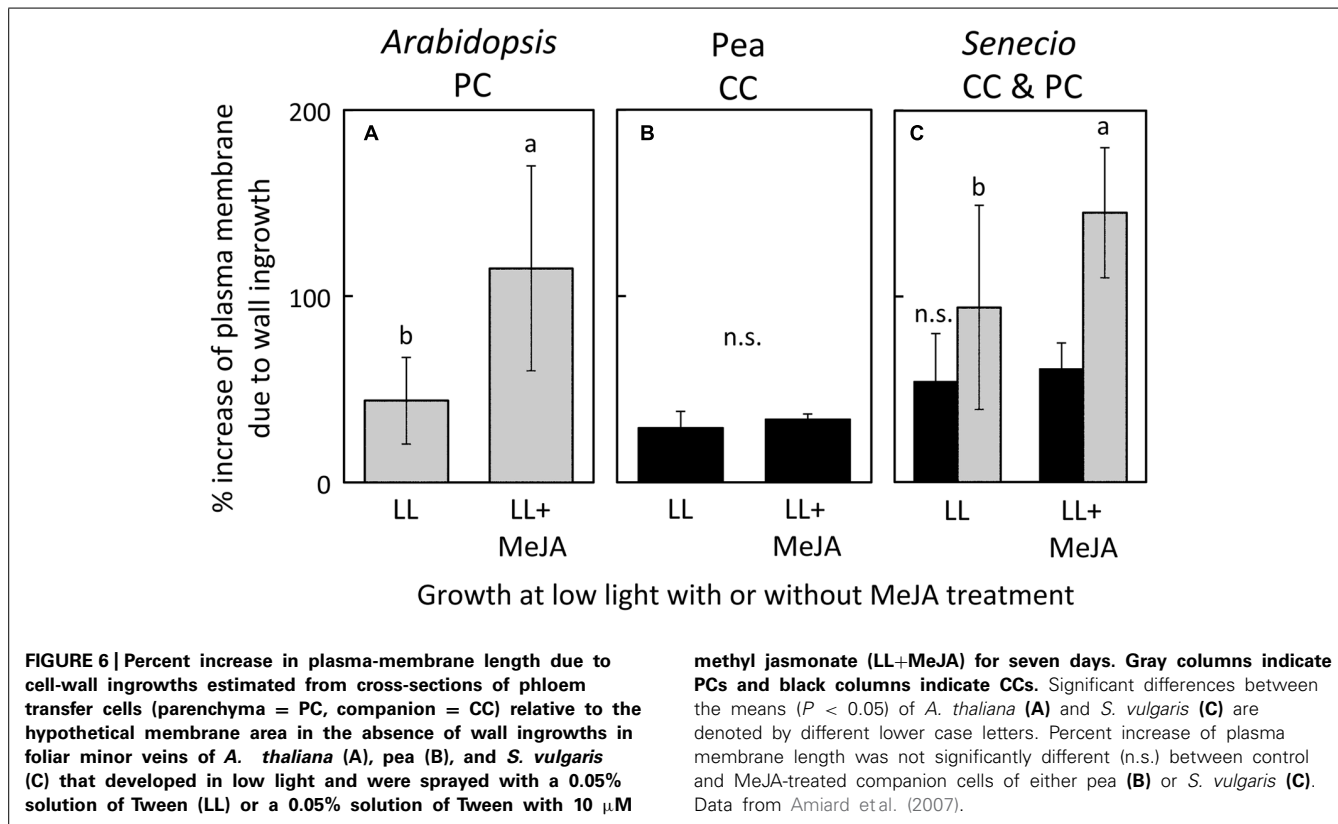 Arabidopsis
PC
Pea
CC
Senecio
CC & PC
% increase of plasma membrane
due to wall ingrowth
200
100
0
A
b
a
LL
LL+
MeJA
B
n.s.
LL
LL+
MeJA
C
n.s.
b
a
LL
LL+
MeJA
Growth at low light with or without MeJA treatment
FIGURE 6 | Percent increase in plasma-membrane length due to
cell-wall ingrowths estimated from cross-sections of phloem
transfer cells (parenchyma = PC, companion = CC) relative to the
hypothetical membrane area in the absence of wall ingrowths in
foliar minor veins of A. thaliana (A), pea (B), and S. vulgaris
(C) that developed in low light and were sprayed with a 0.05%
solution of Tween (LL) or a 0.05% solution of Tween with 10 μM
methyl jasmonate (LL+MeJA) for seven days. Gray columns indicate
PCs and black columns indicate CCs. Significant differences between
the means (P < 0.05) of A. thaliana (A) and S. vulgaris (C) are
denoted by different lower case letters. Percent increase of plasma
membrane length was not significantly different (n.s.) between control
and MeJA-treated companion cells of either pea (B) or S. vulgaris (C).
Data from Amiard et al. (2007).